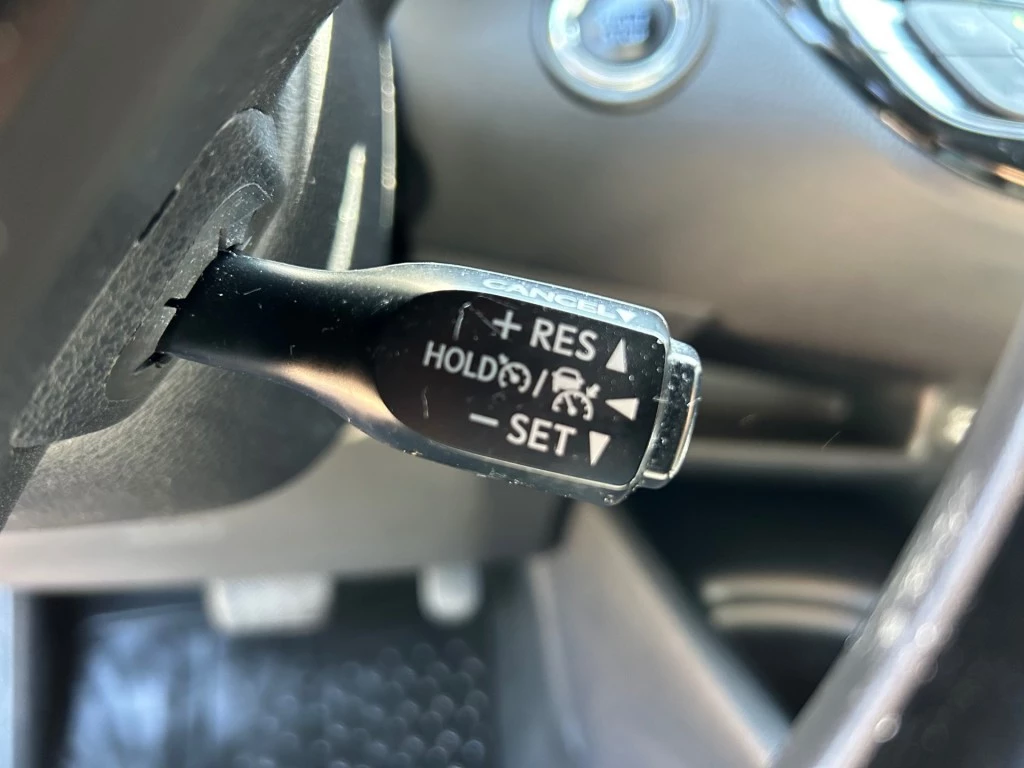 CANCEL▼
+ RES ▲
HOLD / ◀
− SET ▼